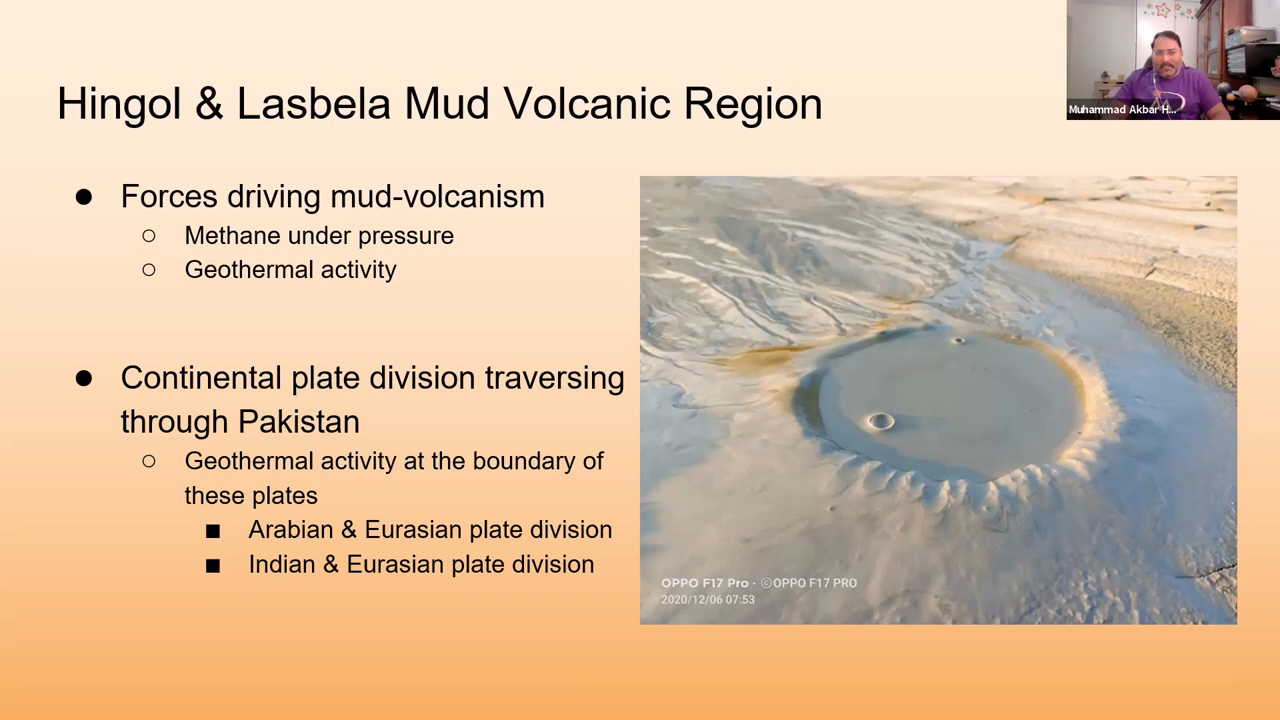 Hingol & Lasbela Mud Volcanic Region
Muhammad Akbar H...
● Forces driving mud-volcanism
○ Methane under pressure
○ Geothermal activity
● Continental plate division traversing
through Pakistan
○ Geothermal activity at the boundary of
these plates
■ Arabian & Eurasian plate division
■ Indian & Eurasian plate division
OPPO F17 Pro · ©OPPO F17 PRO
2020/12/06 07:53